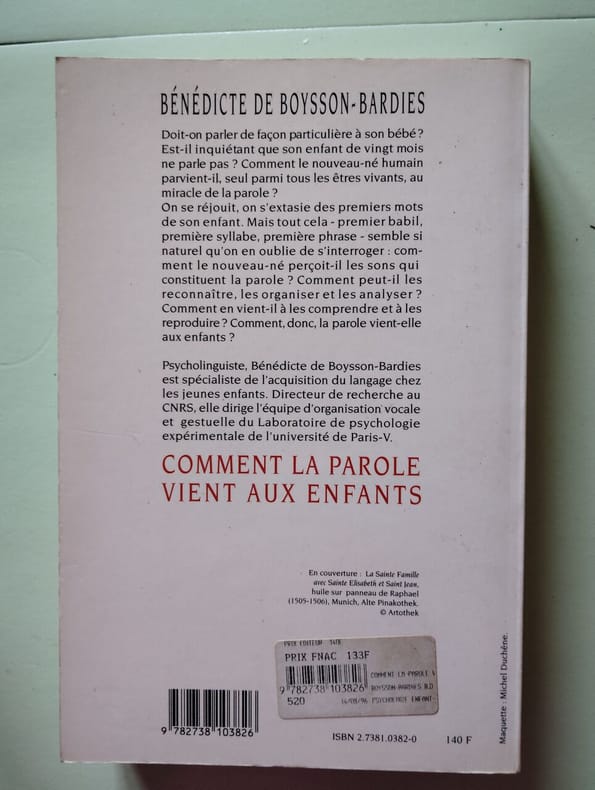 BÉNÉDICTE DE BOYSSON-BARDIES
Doit-on parler de façon particulière à son bébé ?
Est-il inquiétant que son enfant de vingt mois
ne parle pas ? Comment le nouveau-né humain
parvient-il, seul parmi tous les êtres vivants, au
miracle de la parole ?
On se réjouit, on s'extasie des premiers mots
de son enfant. Mais tout cela - premier babil,
première syllabe, première phrase - semble si
naturel qu'on en oublie de s'interroger : com-
ment le nouveau-né perçoit-il les sons qui
constituent la parole ? Comment peut-il les
reconnaître, les organiser et les analyser ?
Comment en vient-il à les comprendre et à les
reproduire ? Comment, donc, la parole vient-elle
aux enfants ?
Psycholinguiste, Bénédicte de Boysson-Bardies
est spécialiste de l'acquisition du langage chez
les jeunes enfants. Directeur de recherche au
CNRS, elle dirige l'équipe d'organisation vocale
et gestuelle du Laboratoire de psychologie
expérimentale de l'université de Paris-V.
COMMENT LA PAROLE
VIENT AUX ENFANTS
En couverture : La Sainte Famille
avec Sainte Elisabeth et Saint Jean,
huile sur panneau de Raphael
(1505-1506), Munich, Alte Pinakothek.
© Artothek
PRIX EDITEUR
PRIX FNAC 133F
COMMENT LA PAROLE V
9 782738 103826
BOYSSON-BARDIES B.D
520
14/09/96 PSYCHOLOGIE ENFANT
9 782738 103826
ISBN 2.7381.0382-0
140 F
Maquette : Michel Duchêne.